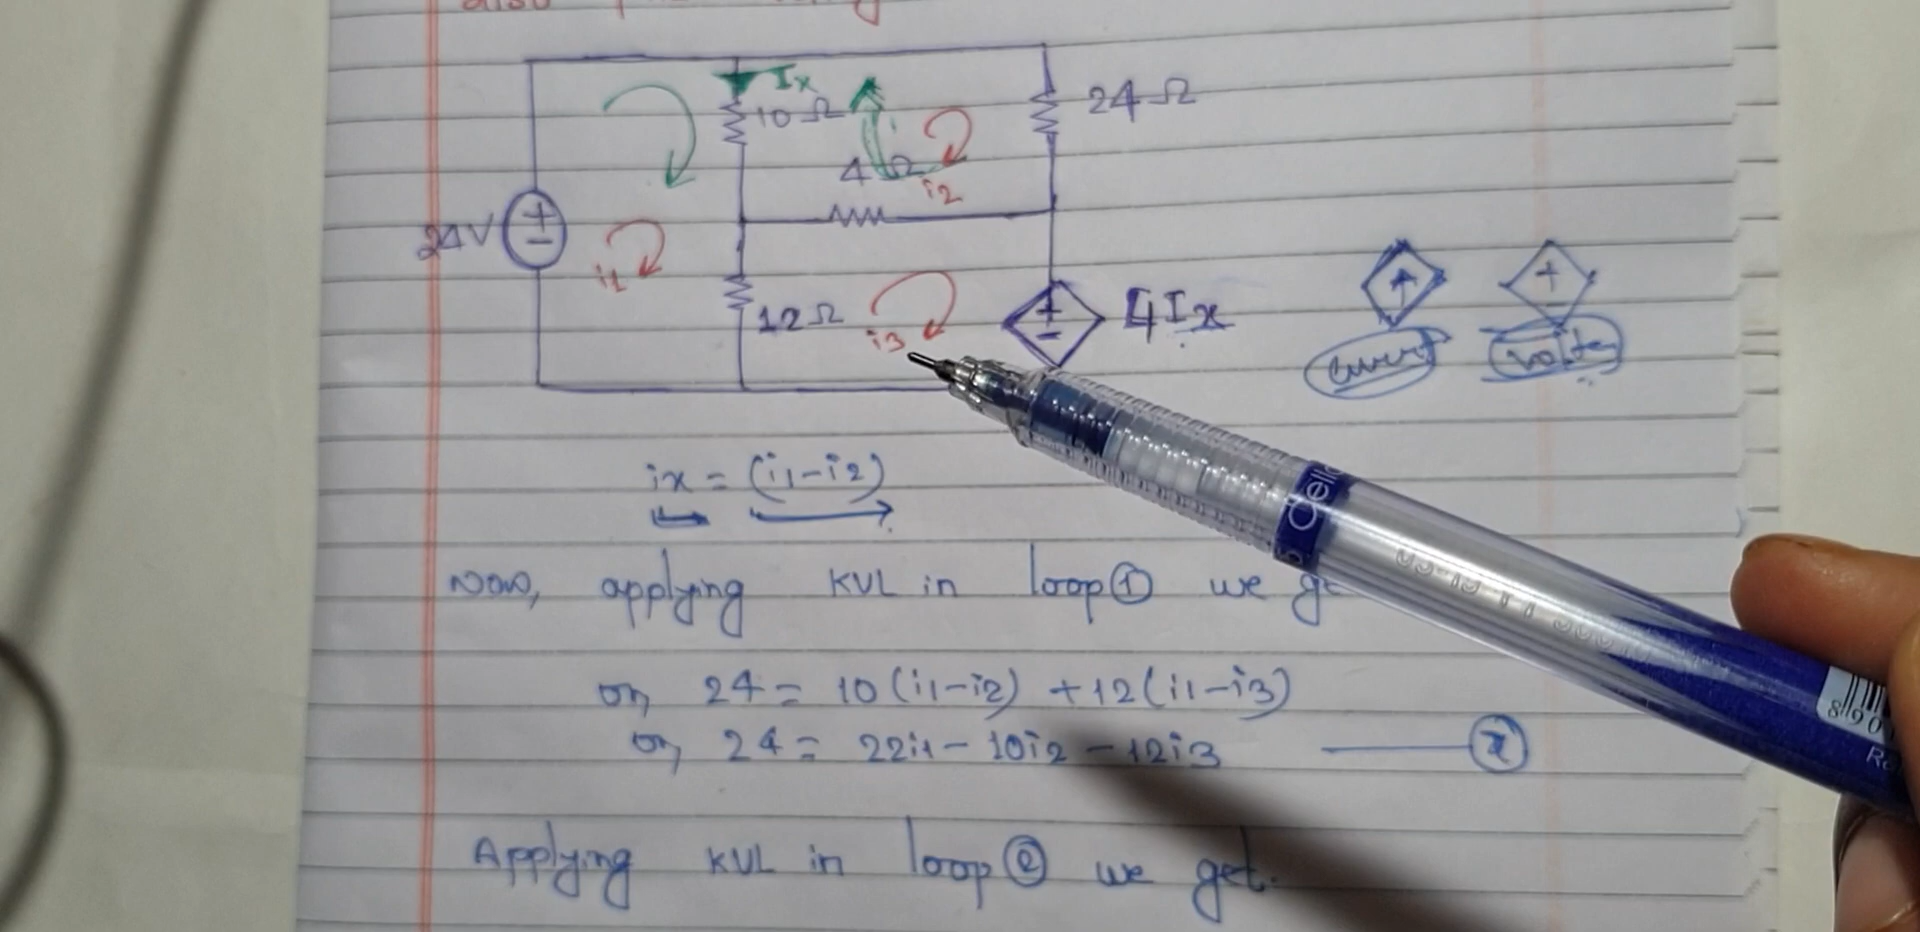 Ix
10Ω
24Ω
4Ω
i2
24V
i1
12Ω
i3
4Ix
current
ix = (i1-i2)
Now, applying KVL in loop ① we
or, 24 = 10(i1-i2) + 12(i1-i3)
or, 24 = 22i1 - 10i2 - 12i3
Applying KVL in loop ② we get.
Cello